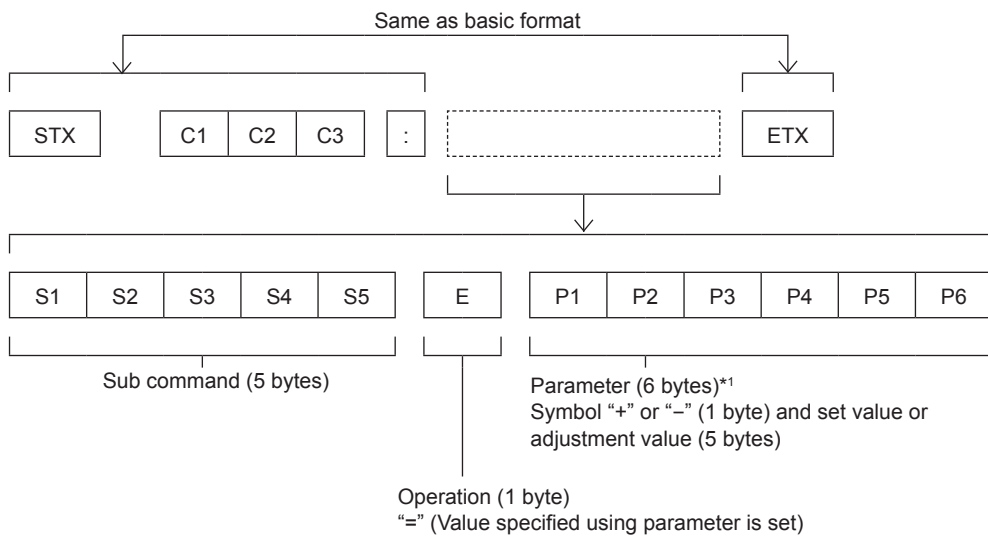 Same as basic format
STX C1 C2 C3 : ETX
S1 S2 S3 S4 S5 E P1 P2 P3 P4 P5 P6
Sub command (5 bytes)
Parameter (6 bytes)*1
Symbol “+” or “−” (1 byte) and set value or
adjustment value (5 bytes)
Operation (1 byte)
“=” (Value specified using parameter is set)